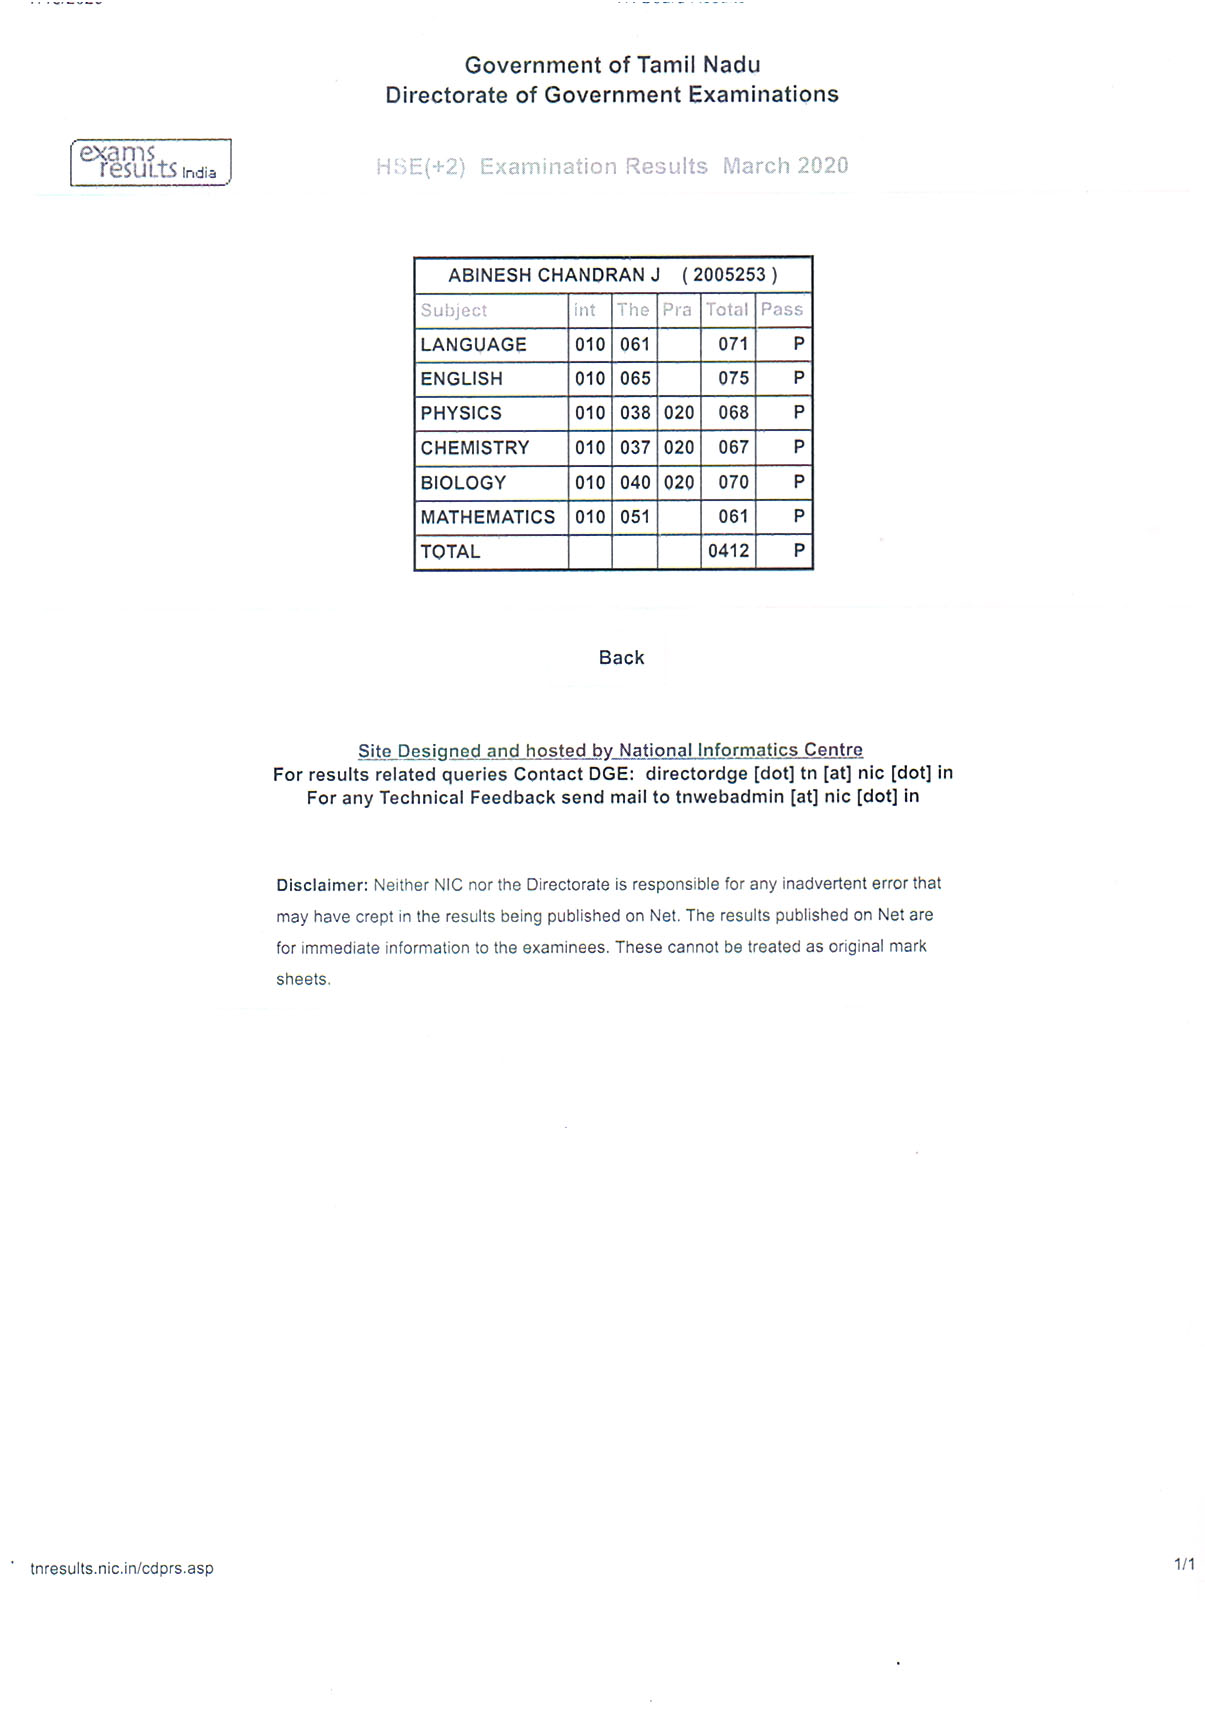 Government of Tamil Nadu
Directorate of Government Examinations
exams
results India
HSE(+2) Examination Results March 2020
ABINESH CHANDRAN J ( 2005253 )
Subject int The Pra Total Pass
LANGUAGE 010 061 071 P
ENGLISH 010 065 075 P
PHYSICS 010 038 020 068 P
CHEMISTRY 010 037 020 067 P
BIOLOGY 010 040 020 070 P
MATHEMATICS 010 051 061 P
TOTAL 0412 P
Back
Site Designed and hosted by National Informatics Centre
For results related queries Contact DGE: directordge [dot] tn [at] nic [dot] in
For any Technical Feedback send mail to tnwebadmin [at] nic [dot] in
Disclaimer: Neither NIC nor the Directorate is responsible for any inadvertent error that
may have crept in the results being published on Net. The results published on Net are
for immediate information to the examinees. These cannot be treated as original mark
sheets.
tnresults.nic.in/cdprs.asp 1/1